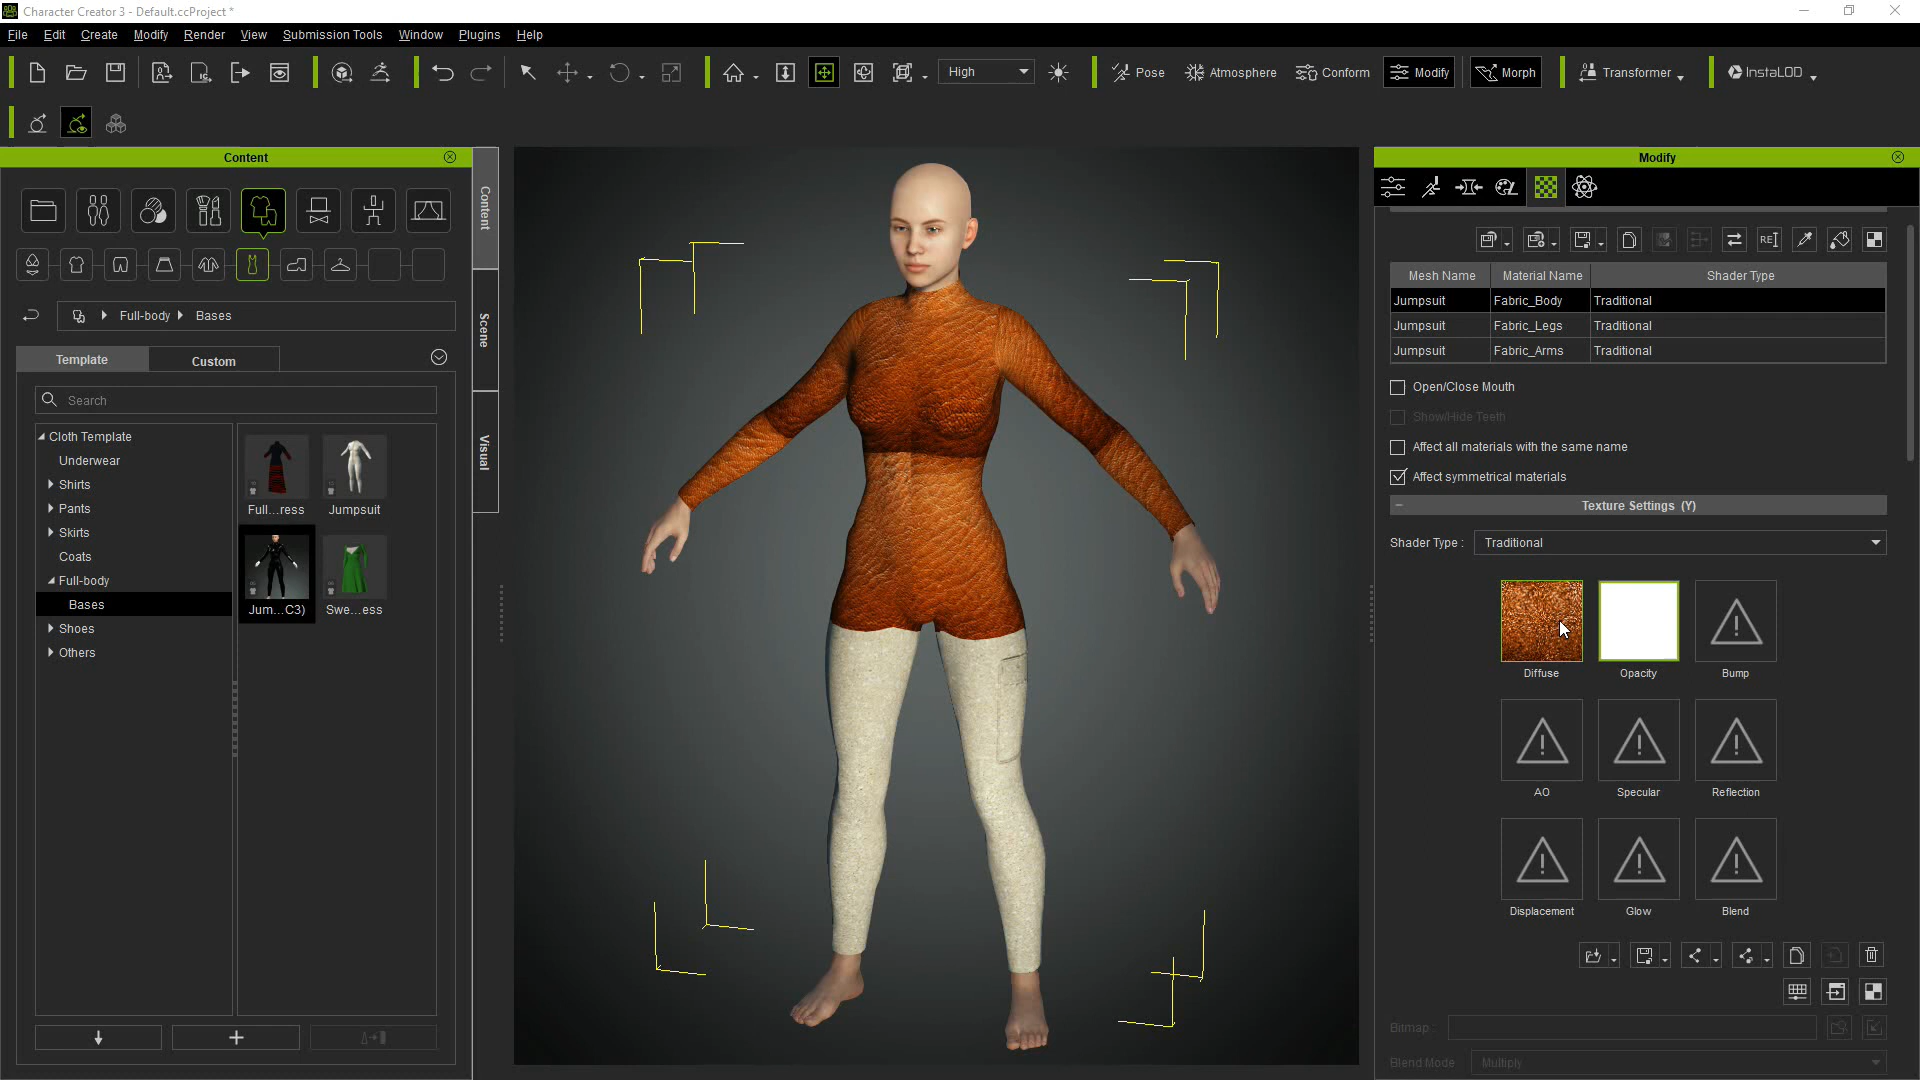 Character Creator 3 - Default.ccProject *
File Edit Create Modify Render View Submission Tools Window Plugins Help
High Pose Atmosphere Conform Modify Morph Transformer InstaLOD
Content
Content
Scene
Visual
Full-body Bases
Template Custom
Search
Cloth Template
Underwear
Shirts
Pants
Skirts
Coats
Full-body
Bases
Shoes
Others
Full...ress Jumpsuit
Jum...C3) Swe...ess
Modify
Mesh Name Material Name Shader Type
Jumpsuit Fabric_Body Traditional
Jumpsuit Fabric_Legs Traditional
Jumpsuit Fabric_Arms Traditional
Open/Close Mouth
Show/Hide Teeth
Affect all materials with the same name
Affect symmetrical materials
Texture Settings (Y)
Shader Type : Traditional
Diffuse Opacity Bump
AO Specular Reflection
Displacement Glow Blend
Bitmap :
Blend Mode Multiply